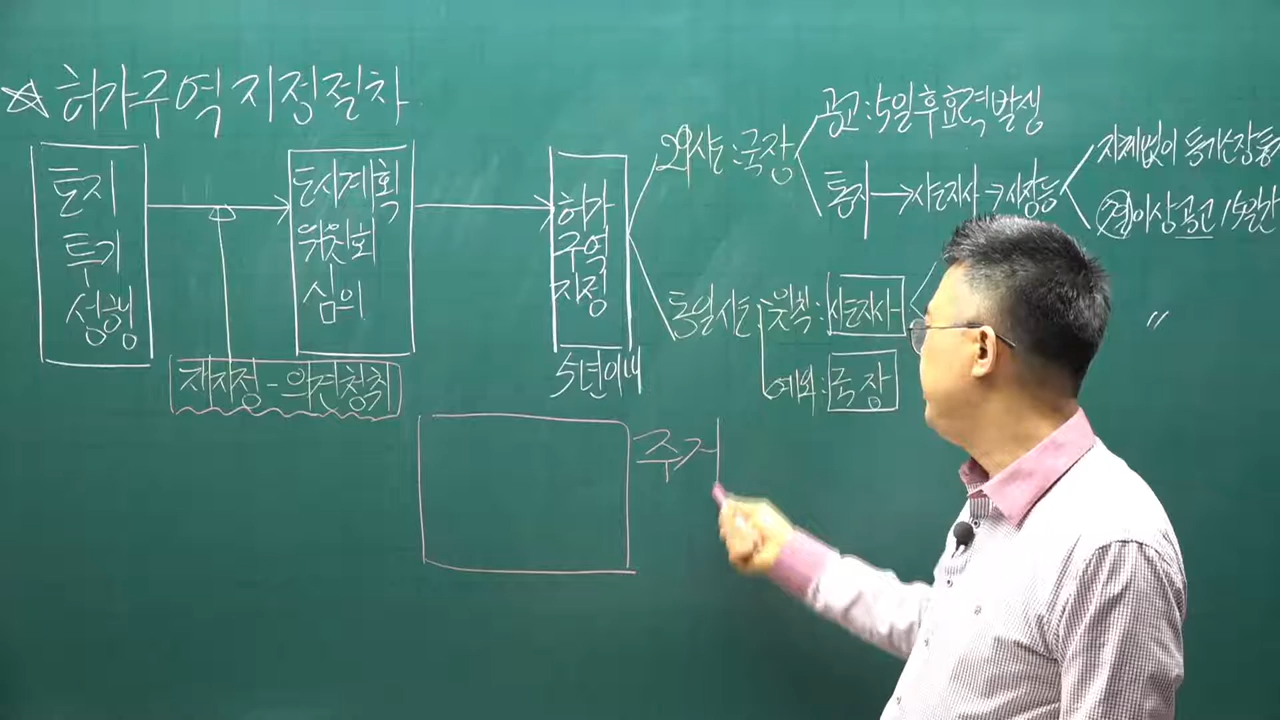 ☆ 허가구역 지정절차
토지
투기
성행
도시계획
위원회
심의
재지정 - 의견청취
허가
구역
지정
5년이내
2이상 시·도 : 국장
공고 : 5일 후 효력발생
통지 → 시·도지사 → 시장 등
지체없이 등기소장 통
7일 이상 공고 15일간
동일 시·도
원칙 : 시·도지사
예외 : 국장
〃
주거